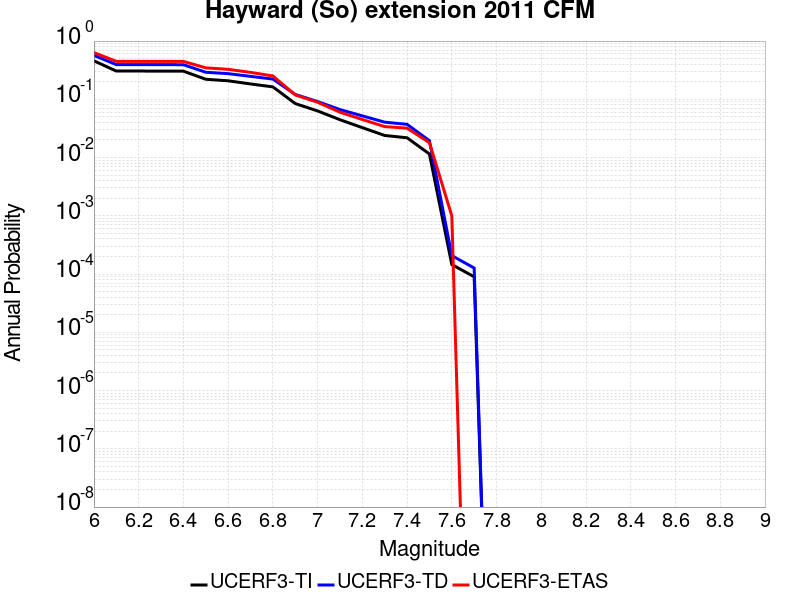 Hayward (So) extension 2011 CFM
10^0
10^-1
10^-2
10^-3
10^-4
10^-5
10^-6
10^-7
10^-8
Annual Probability
6 6.2 6.4 6.6 6.8 7 7.2 7.4 7.6 7.8 8 8.2 8.4 8.6 8.8 9
Magnitude
UCERF3-TI UCERF3-TD UCERF3-ETAS